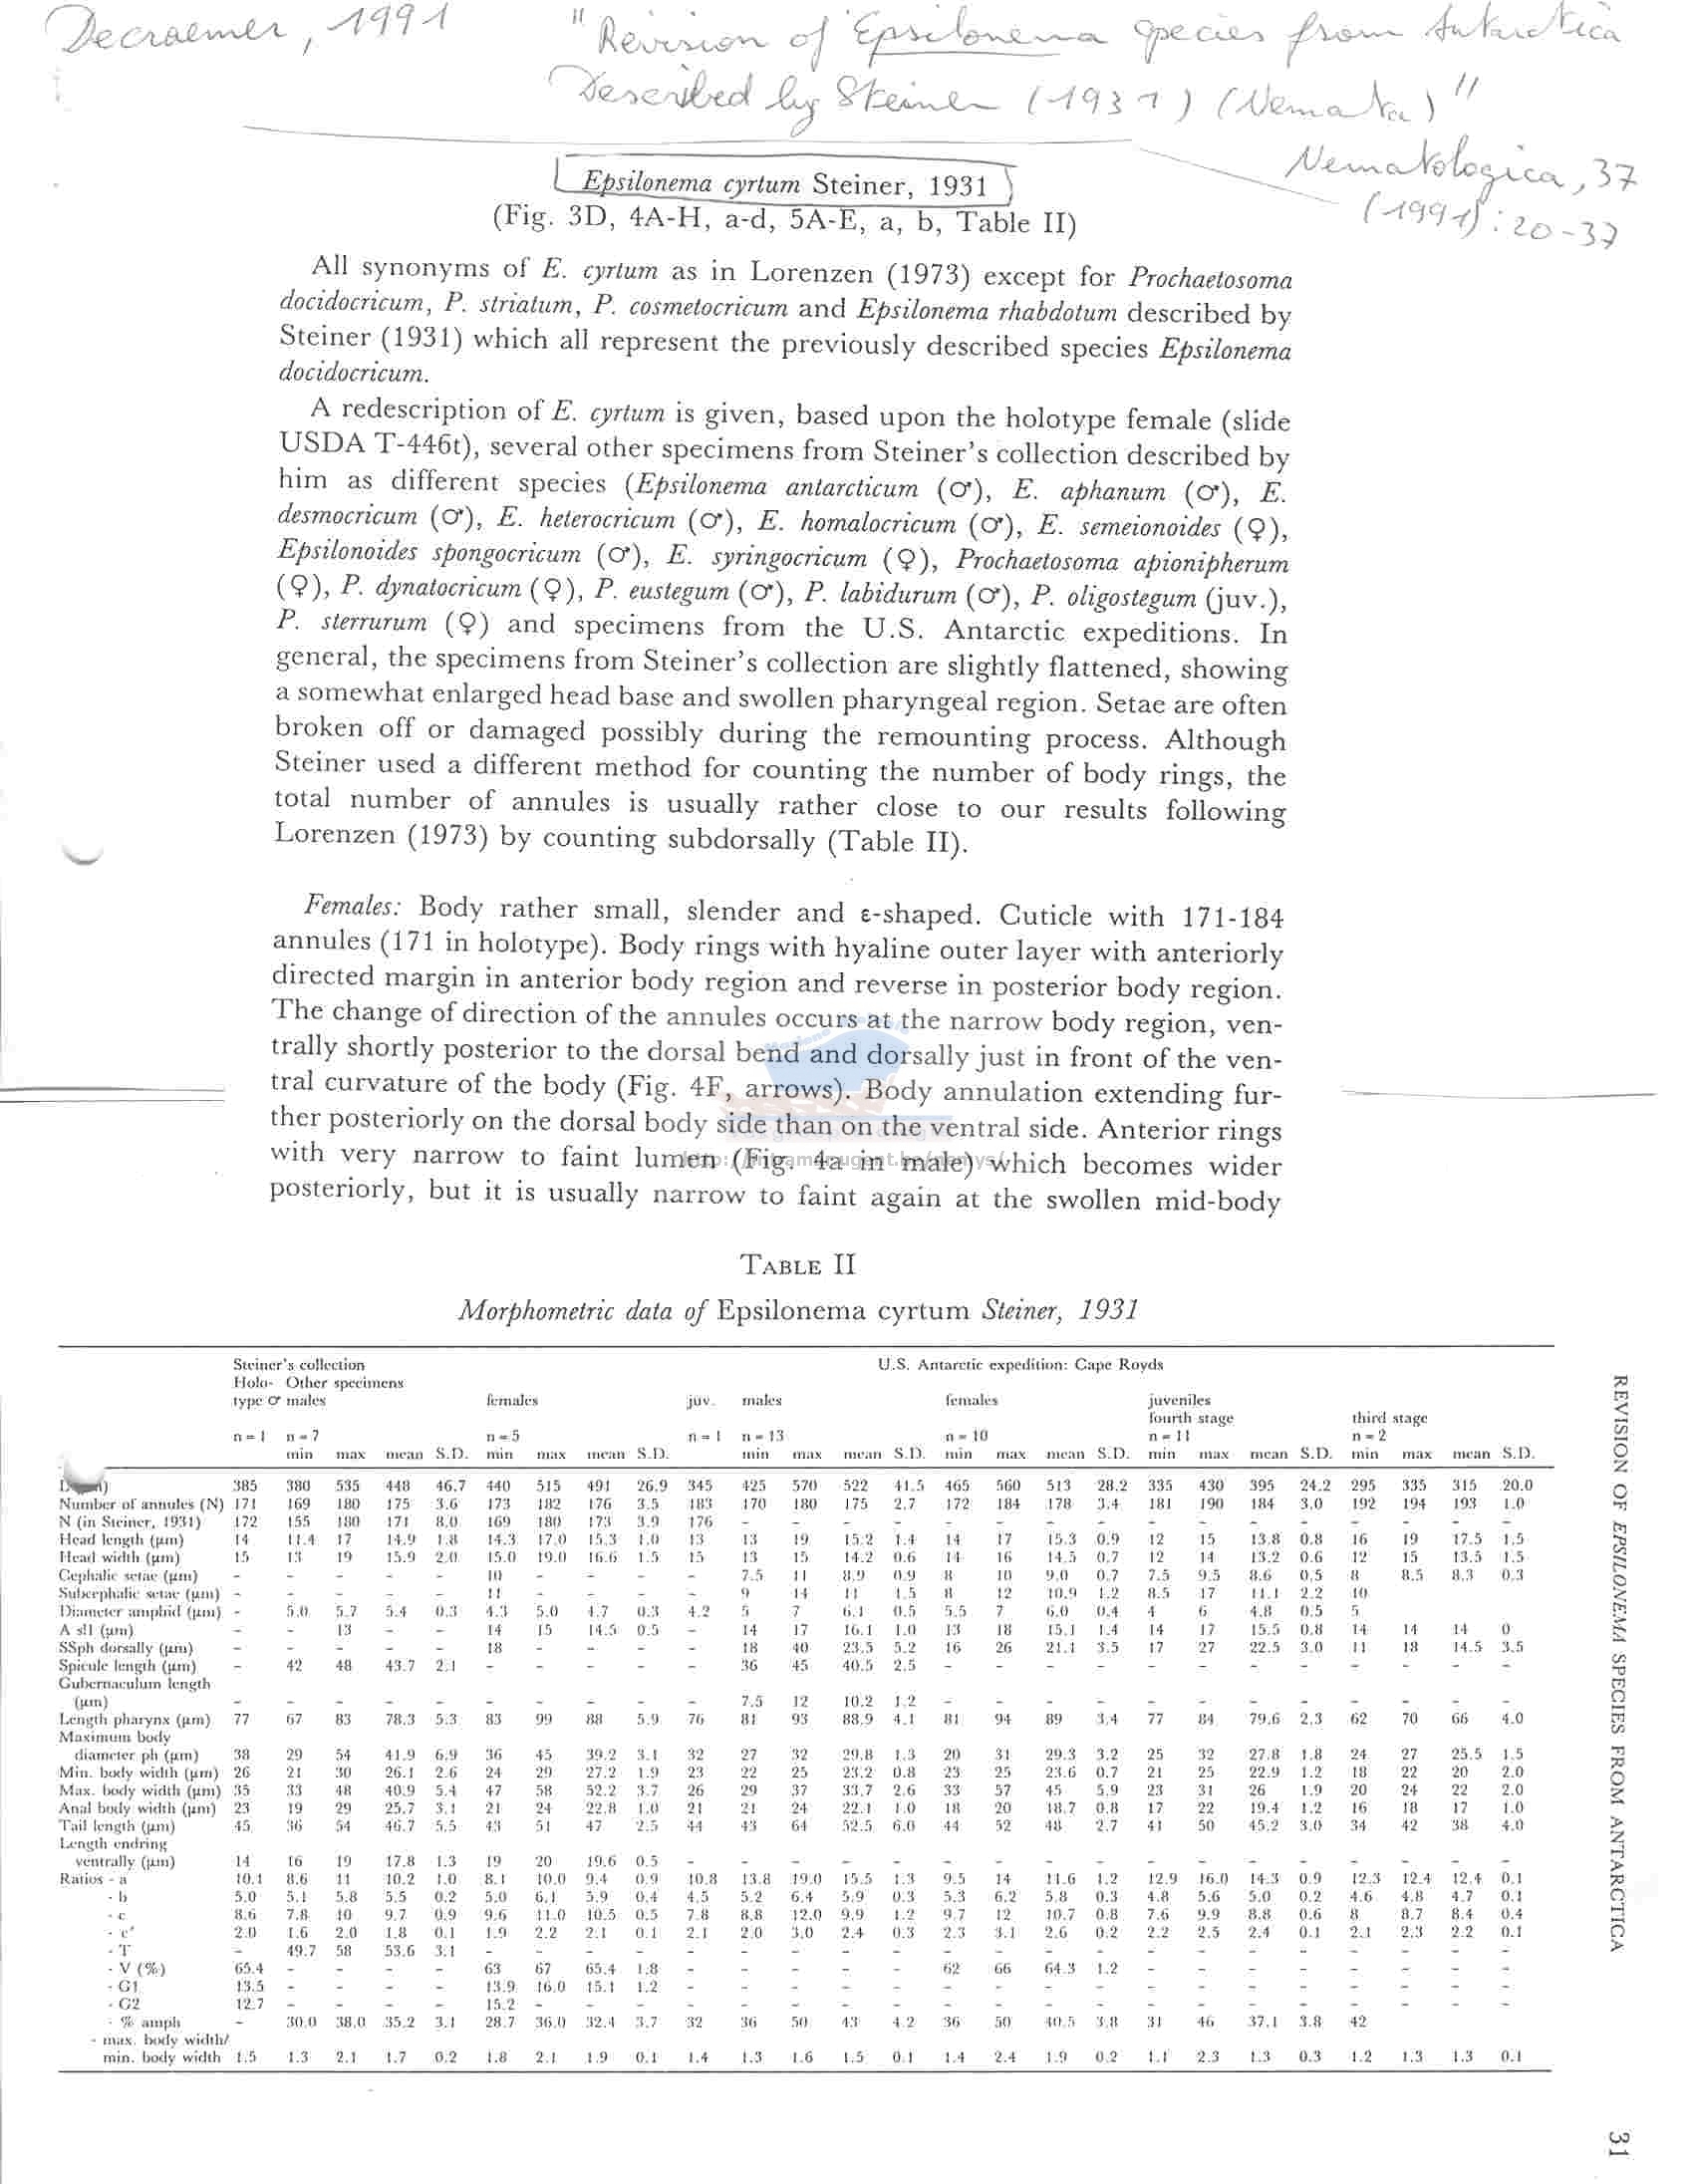 Decraemer, 1991
"Revision of Epsilonema species from Antarctica
Described by Steiner (1931) (Nemata)"
Nematologica, 37
(1991): 20-37
Epsilonema cyrtum Steiner, 1931
(Fig. 3D, 4A-H, a-d, 5A-E, a, b, Table II)
All synonyms of E. cyrtum as in Lorenzen (1973) except for Prochaetosoma
docidocricum, P. striatum, P. cosmetocricum and Epsilonema rhabdotum described by
Steiner (1931) which all represent the previously described species Epsilonema
docidocricum.
A redescription of E. cyrtum is given, based upon the holotype female (slide
USDA T-446t), several other specimens from Steiner's collection described by
him as different species (Epsilonema antarcticum (♂), E. aphanum (♂), E.
desmocricum (♂), E. heterocricum (♂), E. homalocricum (♂), E. semeionoides (♀),
Epsilonoides spongocricum (♂), E. syringocricum (♀), Prochaetosoma apionipherum
(♀), P. dynatocricum (♀), P. eustegum (♂), P. labidurum (♂), P. oligostegum (juv.),
P. sterrurum (♀) and specimens from the U.S. Antarctic expeditions. In
general, the specimens from Steiner's collection are slightly flattened, showing
a somewhat enlarged head base and swollen pharyngeal region. Setae are often
broken off or damaged possibly during the remounting process. Although
Steiner used a different method for counting the number of body rings, the
total number of annules is usually rather close to our results following
Lorenzen (1973) by counting subdorsally (Table II).
Females: Body rather small, slender and ε-shaped. Cuticle with 171-184
annules (171 in holotype). Body rings with hyaline outer layer with anteriorly
directed margin in anterior body region and reverse in posterior body region.
The change of direction of the annules occurs at the narrow body region, ven-
trally shortly posterior to the dorsal bend and dorsally just in front of the ven-
tral curvature of the body (Fig. 4F, arrows). Body annulation extending fur-
ther posteriorly on the dorsal body side than on the ventral side. Anterior rings
with very narrow to faint lumen (Fig. 4a in male) which becomes wider
posteriorly, but it is usually narrow to faint again at the swollen mid-body
TABLE II
Morphometric data of Epsilonema cyrtum Steiner, 1931
Steiner's collection U.S. Antarctic expedition: Cape Royds
Holo- Other specimens
type ♂ males females juv. males females juveniles
fourth stage third stage
n = 1 n = 7 n = 5 n = 1 n = 13 n = 10 n = 11 n = 2
min max mean S.D. min max mean S.D. min max mean S.D. min max mean S.D. min max mean S.D. min max mean S.D.
385 380 535 448 46.7 440 515 491 26.9 345 425 570 522 41.5 465 560 513 28.2 335 430 395 24.2 295 335 315 20.0
Number of annules (N) 171 169 180 175 3.6 173 182 176 3.5 183 170 180 175 2.7 172 184 178 3.4 181 190 184 3.0 192 194 193 1.0
N (in Steiner, 1931) 172 155 180 171 8.0 169 180 173 3.9 176 - - - - - - - - - - - - - - - -
Head length (μm) 14 11.4 17 14.9 1.8 14.3 17.0 15.3 1.0 13 13 19 15.2 1.4 14 17 15.3 0.9 12 15 13.8 0.8 16 19 17.5 1.5
Head width (μm) 15 13 19 15.9 2.0 15.0 19.0 16.6 1.5 15 13 15 14.2 0.6 14 16 14.5 0.7 12 14 13.2 0.6 12 15 13.5 1.5
Cephalic setae (μm) - - - - - 10 - - - - 7.5 11 8.9 0.9 8 10 9.0 0.7 7.5 9.5 8.6 0.5 8 8.5 8.3 0.3
Subcephalic setae (μm) - - - - - 11 - - - - 9 14 11 1.5 8 12 10.9 1.2 8.5 17 11.1 2.2 10
Diameter amphid (μm) - 5.0 5.7 5.4 0.3 4.3 5.0 4.7 0.3 4.2 5 7 6.1 0.5 5.5 7 6.0 0.4 4 6 4.8 0.5 5
A sl1 (μm) - - 13 - - 14 15 14.5 0.5 - 14 17 16.1 1.0 13 18 15.1 1.4 14 17 15.5 0.8 14 14 14 0
SSph dorsally (μm) - - - - - 18 - - - - 18 40 23.5 5.2 16 26 21.1 3.5 17 27 22.5 3.0 11 18 14.5 3.5
Spicule length (μm) - 42 48 43.7 2.1 - - - - - 36 45 40.5 2.5 - - - - - - - - - - - -
Gubernaculum length
(μm) - - - - - - - - - - 7.5 12 10.2 1.2 - - - - - - - - - - - -
Length pharynx (μm) 77 67 83 78.3 5.3 83 99 88 5.9 76 81 93 88.9 4.1 81 94 89 3.4 77 84 79.6 2.3 62 70 66 4.0
Maximum body
diameter ph (μm) 38 29 54 41.9 6.9 36 45 39.2 3.1 32 27 32 29.8 1.3 20 31 29.3 3.2 25 32 27.8 1.8 24 27 25.5 1.5
Min. body width (μm) 26 21 30 26.1 2.6 24 29 27.2 1.9 23 22 25 23.2 0.8 23 25 23.6 0.7 21 25 22.9 1.2 18 22 20 2.0
Max. body width (μm) 35 33 48 40.9 5.4 47 58 52.2 3.7 26 29 37 33.7 2.6 33 57 45 5.9 23 31 26 1.9 20 24 22 2.0
Anal body width (μm) 23 19 29 25.7 3.1 21 24 22.8 1.0 21 21 24 22.1 1.0 18 20 18.7 0.8 17 22 19.4 1.2 16 18 17 1.0
Tail length (μm) 45 36 54 46.7 5.5 43 51 47 2.5 44 43 64 52.5 6.0 44 52 48 2.7 41 50 45.2 3.0 34 42 38 4.0
Length endring
ventrally (μm) 14 16 19 17.8 1.3 19 20 19.6 0.5 - - - - - - - - - - - - - - - - -
Ratios - a 10.1 8.6 11 10.2 1.0 8.1 10.0 9.4 0.9 10.8 13.8 19.0 15.5 1.3 9.5 14 11.6 1.2 12.9 16.0 14.3 0.9 12.3 12.4 12.4 0.1
- b 5.0 5.1 5.8 5.5 0.2 5.0 6.1 5.9 0.4 4.5 5.2 6.4 5.9 0.3 5.3 6.2 5.8 0.3 4.8 5.6 5.0 0.2 4.6 4.8 4.7 0.1
- c 8.6 7.8 10 9.7 0.9 9.6 11.0 10.5 0.5 7.8 8.8 12.0 9.9 1.2 9.7 12 10.7 0.8 7.6 9.9 8.8 0.6 8 8.7 8.4 0.4
- c' 2.0 1.6 2.0 1.8 0.1 1.9 2.2 2.1 0.1 2.1 2.0 3.0 2.4 0.3 2.3 3.1 2.6 0.2 2.2 2.5 2.4 0.1 2.1 2.3 2.2 0.1
- T - 49.7 58 53.6 3.1 - - - - - - - - - - - - - - - - - - - - -
- V (%) 65.4 - - - - 63 67 65.4 1.8 - - - - - 62 66 64.3 1.2 - - - - - - - -
- G1 13.5 - - - - 13.9 16.0 15.1 1.2 - - - - - - - - - - - - - - - - -
- G2 12.7 - - - - 15.2 - - - - - - - - - - - - - - - - - - - -
- % amph - 30.0 38.0 35.2 3.1 28.7 36.0 32.4 3.7 32 36 50 43 4.2 36 50 40.5 3.8 31 46 37.1 3.8 42
- max. body width/
min. body width 1.5 1.3 2.1 1.7 0.2 1.8 2.1 1.9 0.1 1.4 1.3 1.6 1.5 0.1 1.4 2.4 1.9 0.2 1.1 2.3 1.3 0.3 1.2 1.3 1.3 0.1
REVISION OF EPSILONEMA SPECIES FROM ANTARCTICA
31